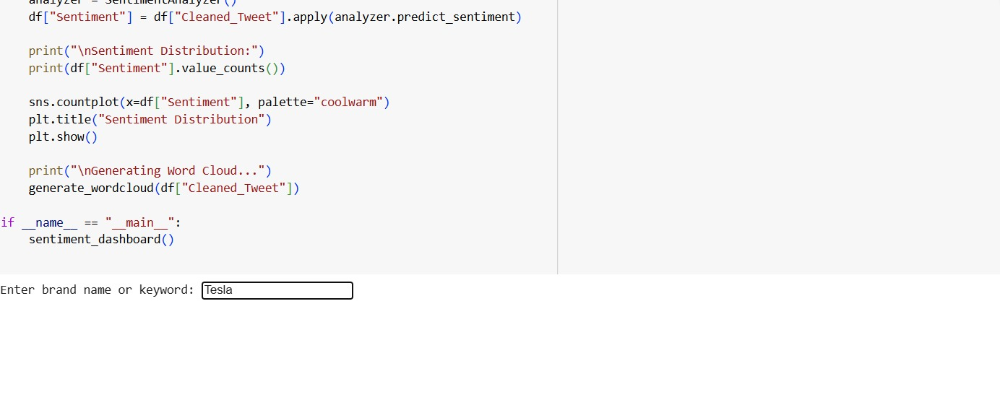 analyzer = SentimentAnalyzer()
df["Sentiment"] = df["Cleaned_Tweet"].apply(analyzer.predict_sentiment)
print("\nSentiment Distribution:")
print(df["Sentiment"].value_counts())
sns.countplot(x=df["Sentiment"], palette="coolwarm")
plt.title("Sentiment Distribution")
plt.show()
print("\nGenerating Word Cloud...")
generate_wordcloud(df["Cleaned_Tweet"])
if __name__ == "__main__":
sentiment_dashboard()
Enter brand name or keyword: Tesla